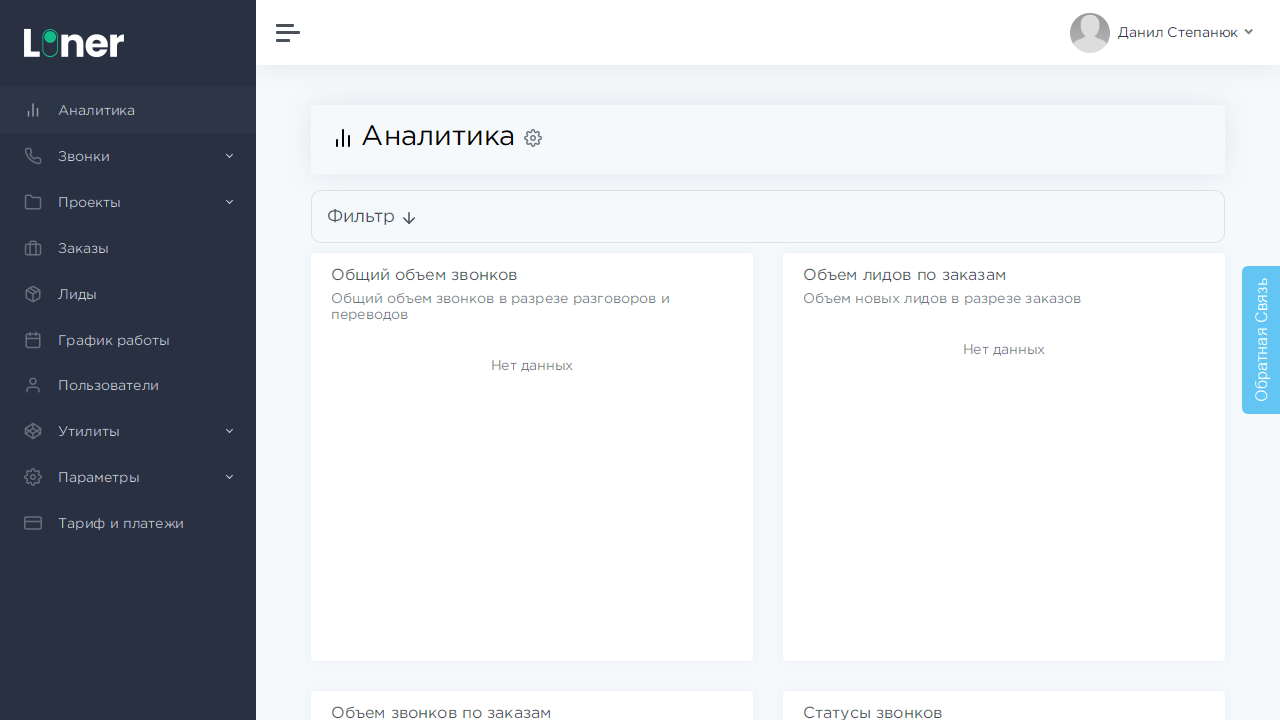 Liner
Данил Степанюк
Аналитика
Звонки
Проекты
Заказы
Лиды
График работы
Пользователи
Утилиты
Параметры
Тариф и платежи
Аналитика
Фильтр
Общий объем звонков
Общий объем звонков в разрезе разговоров и
переводов
Нет данных
Объем лидов по заказам
Объем новых лидов в разрезе заказов
Нет данных
Объем звонков по заказам
Статусы звонков
Обратная Связь